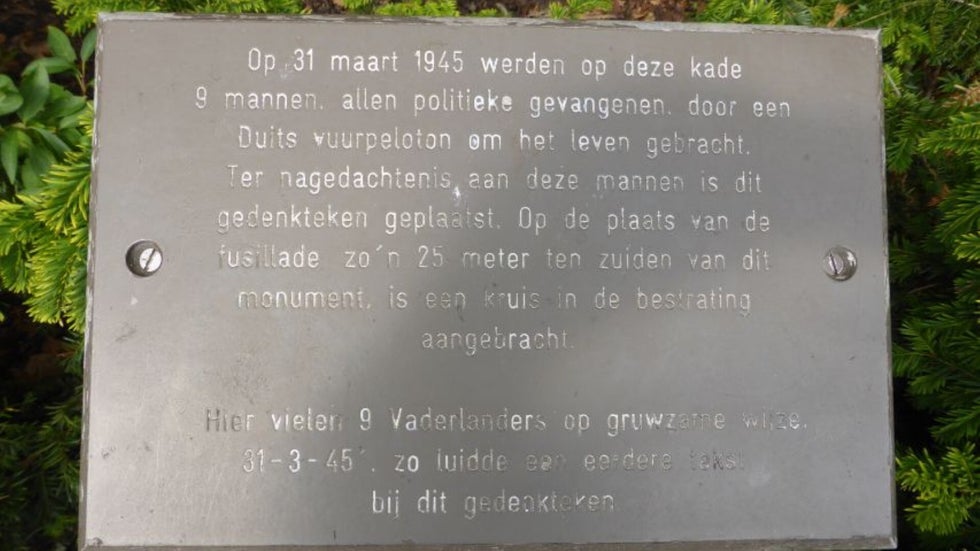 Op 31 maart 1945 werden op deze kade
9 mannen, allen politieke gevangenen, door een
Duits vuurpeloton om het leven gebracht.
Ter nagedachtenis aan deze mannen is dit
gedenkteken geplaatst. Op de plaats van de
fusillade zo'n 25 meter ten zuiden van dit
monument, is een kruis in de bestrating
aangebracht.
Hier vielen 9 Vaderlanders op gruwzame wijze.
31-3-45', zo luidde een eerdere tekst
bij dit gedenkteken.